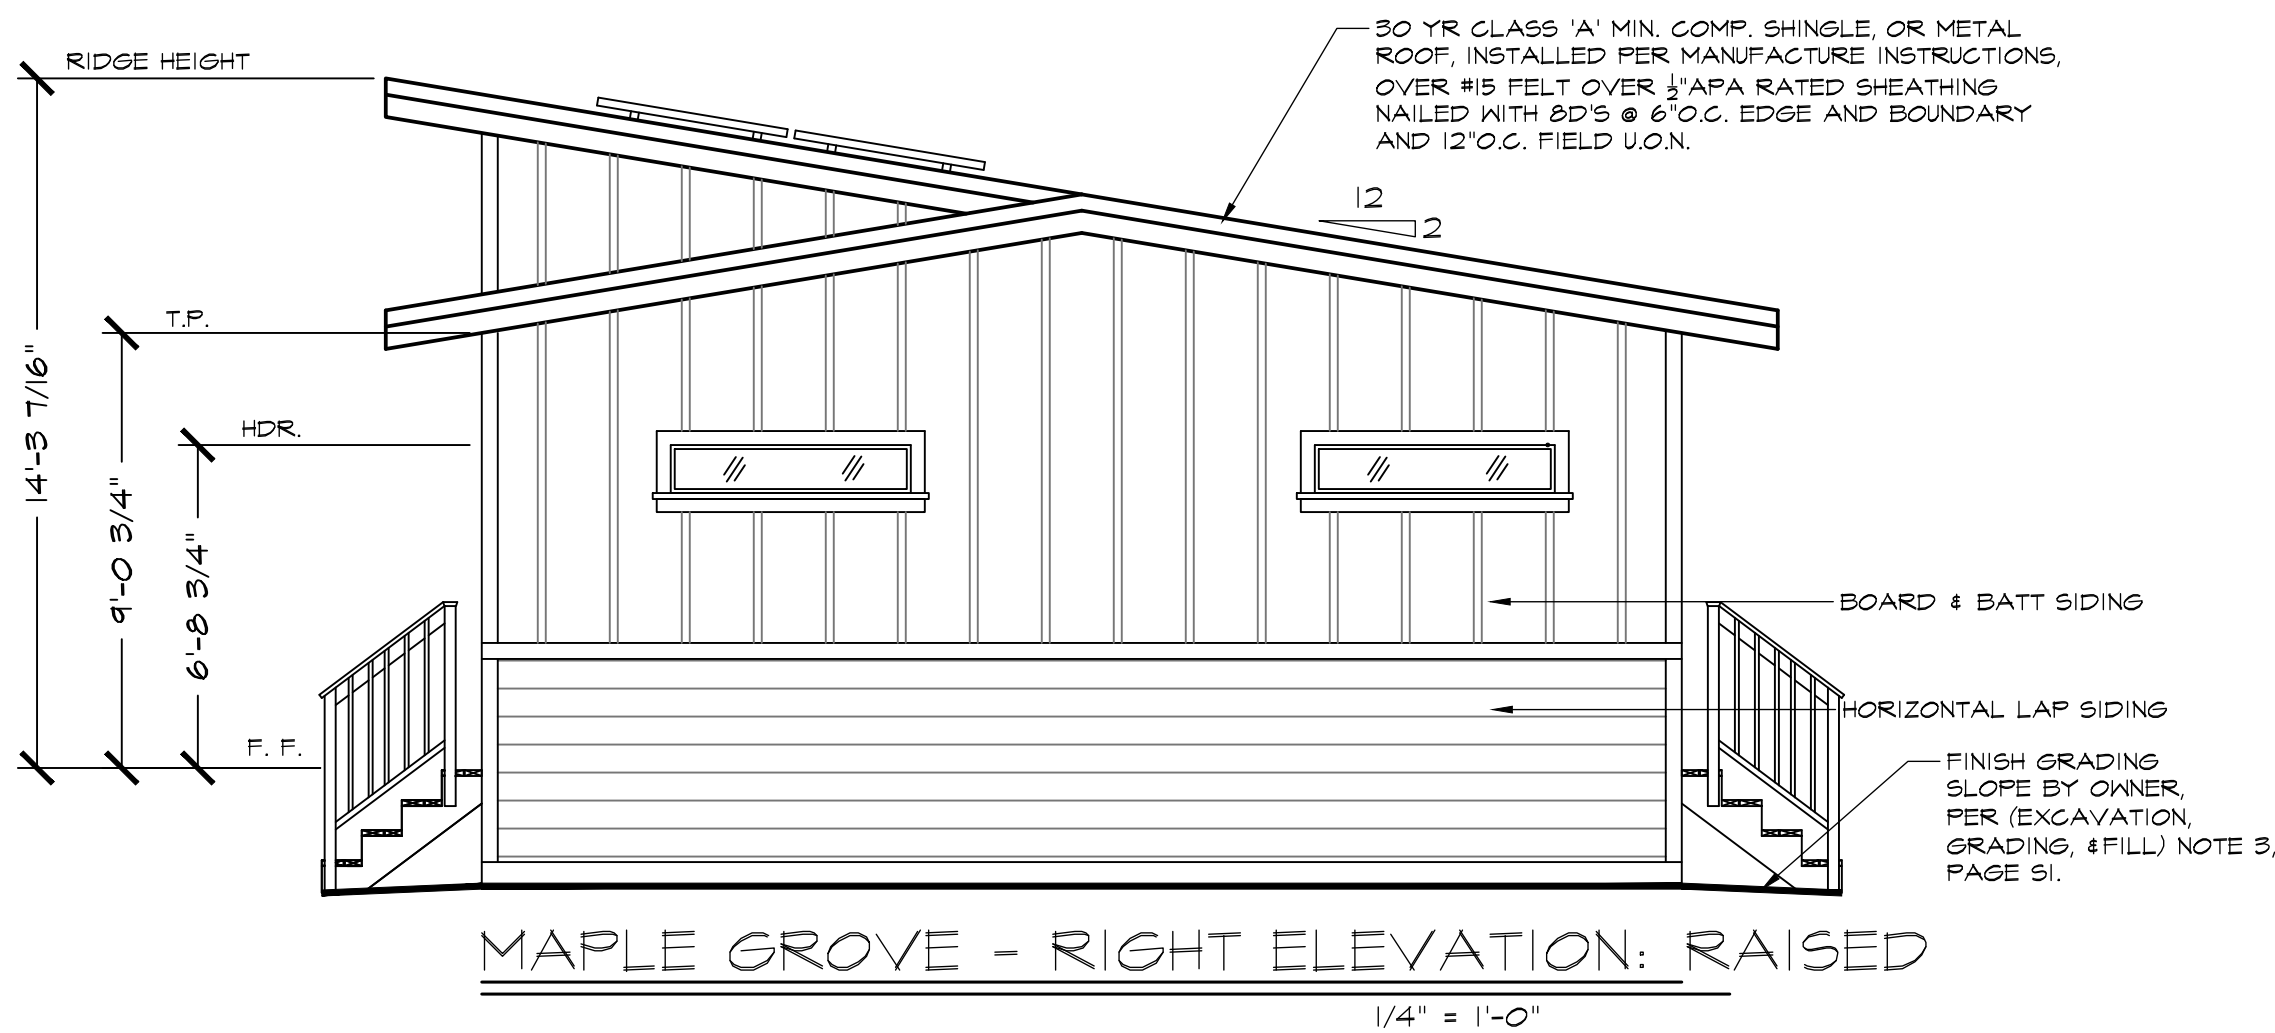 30 YR CLASS 'A' MIN. COMP. SHINGLE, OR METAL
ROOF, INSTALLED PER MANUFACTURE INSTRUCTIONS,
OVER #15 FELT OVER ½"APA RATED SHEATHING
NAILED WITH 8D'S @ 6"O.C. EDGE AND BOUNDARY
AND 12"O.C. FIELD U.O.N.
RIDGE HEIGHT
12
2
T.P.
HDR.
14'-3 7/16"
9'-0 3/4"
6'-8 3/4"
F. F.
BOARD & BATT SIDING
HORIZONTAL LAP SIDING
FINISH GRADING
SLOPE BY OWNER,
PER (EXCAVATION,
GRADING, &FILL) NOTE 3,
PAGE S1.
MAPLE GROVE - RIGHT ELEVATION: RAISED
1/4" = 1'-0"